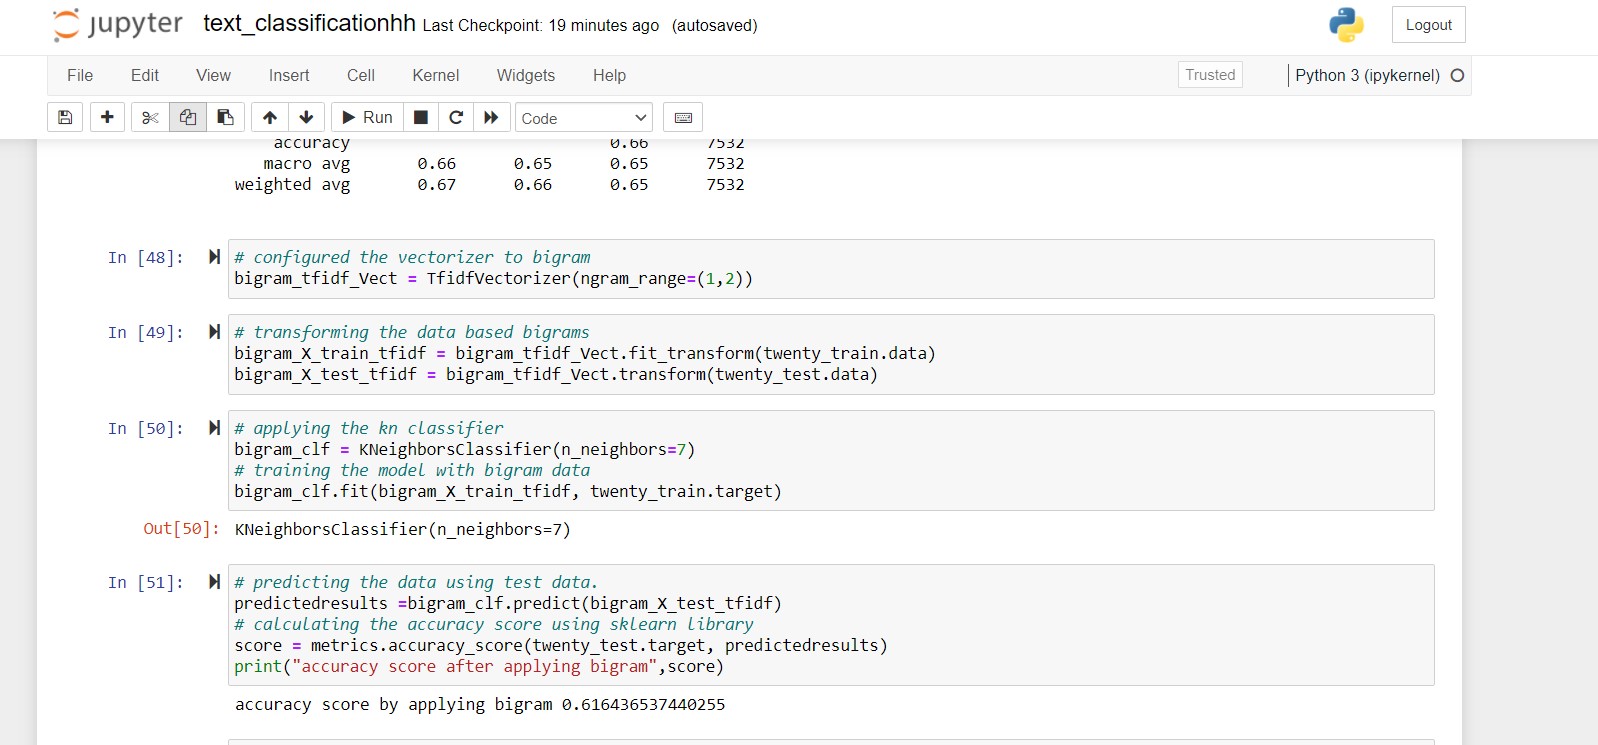 jupyter text_classificationhh Last Checkpoint: 19 minutes ago (autosaved) Logout
File Edit View Insert Cell Kernel Widgets Help Trusted Python 3 (ipykernel)
Run Code
accuracy 0.66 7532
macro avg 0.66 0.65 0.65 7532
weighted avg 0.67 0.66 0.65 7532
In [48]: # configured the vectorizer to bigram
bigram_tfidf_Vect = TfidfVectorizer(ngram_range=(1,2))
In [49]: # transforming the data based bigrams
bigram_X_train_tfidf = bigram_tfidf_Vect.fit_transform(twenty_train.data)
bigram_X_test_tfidf = bigram_tfidf_Vect.transform(twenty_test.data)
In [50]: # applying the kn classifier
bigram_clf = KNeighborsClassifier(n_neighbors=7)
# training the model with bigram data
bigram_clf.fit(bigram_X_train_tfidf, twenty_train.target)
Out[50]: KNeighborsClassifier(n_neighbors=7)
In [51]: # predicting the data using test data.
predictedresults =bigram_clf.predict(bigram_X_test_tfidf)
# calculating the accuracy score using sklearn library
score = metrics.accuracy_score(twenty_test.target, predictedresults)
print("accuracy score after applying bigram",score)
accuracy score by applying bigram 0.616436537440255